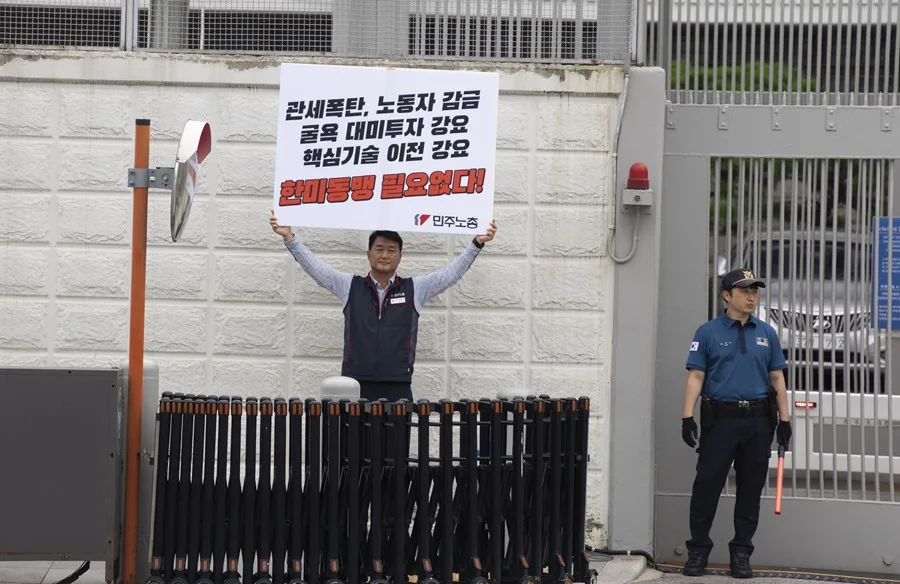 관세폭탄, 노동자 감금
굴욕 대미투자 강요
핵심기술 이전 강요
한미동맹 필요없다!
민주노총